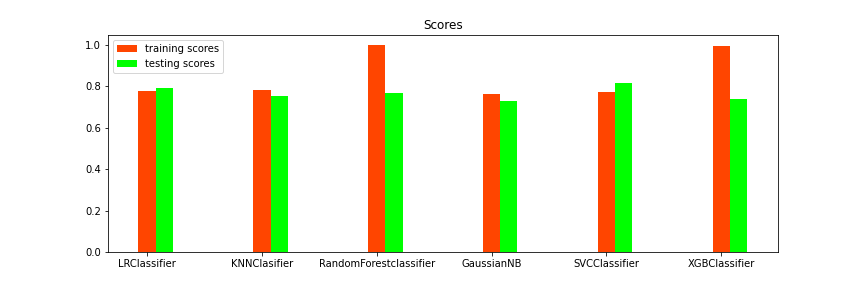 Scores
training scores
testing scores
1.0
0.8
0.6
0.4
0.2
0.0
LRClassifier KNNClasifier RandomForestclassifier GaussianNB SVCClassifier XGBClassifier